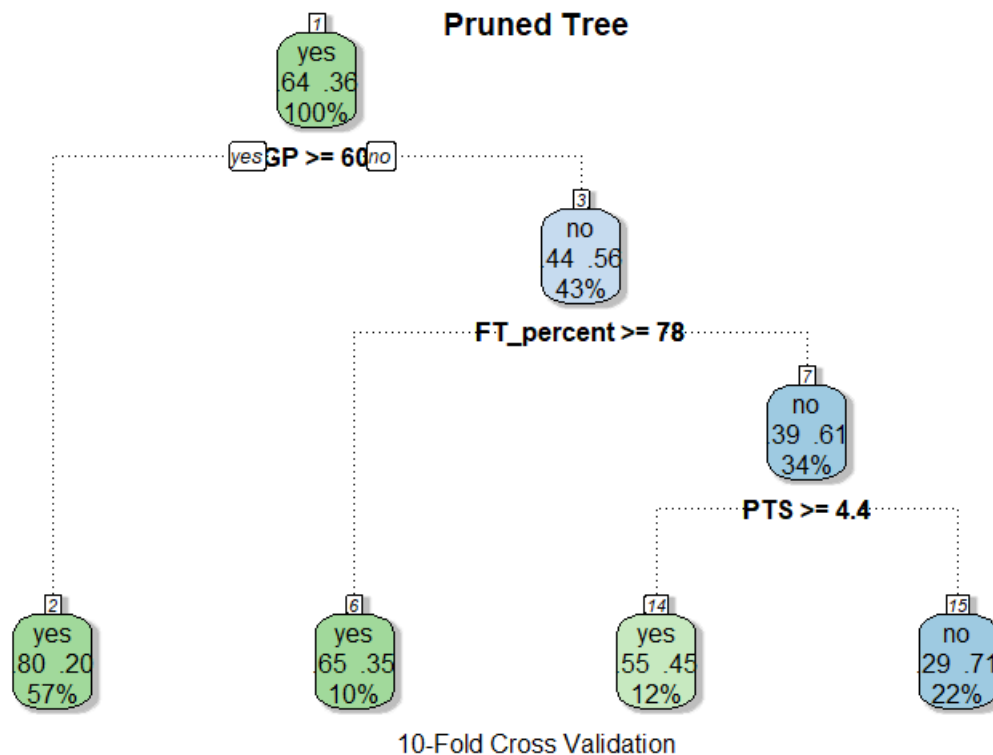 Pruned Tree
1
yes
.64 .36
100%
yes GP >= 60 no
3
no
.44 .56
43%
FT_percent >= 78
7
no
.39 .61
34%
PTS >= 4.4
2
yes
.80 .20
57%
6
yes
.65 .35
10%
14
yes
.55 .45
12%
15
no
.29 .71
22%
10-Fold Cross Validation